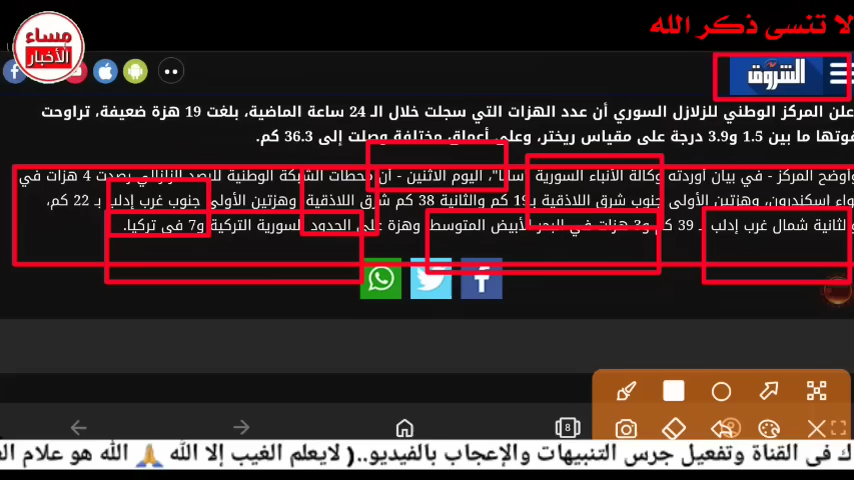 لا تنسى ذكر الله
مساء
الأخبار
الشروق
علن المركز الوطني للزلازل السوري أن عدد الهزات التي سجلت خلال الـ 24 ساعة الماضية، بلغت 19 هزة ضعيفة، تراوحت
قوتها ما بين 1.5 و3.9 درجة على مقياس ريختر، وعلى أعماق مختلفة وصلت إلى 36.3 كم.
وأوضح المركز - في بيان أوردته وكالة الأنباء السورية "سانا"، اليوم الاثنين - أن محطات الشبكة الوطنية للرصد الزلزالي رصدت 4 هزات في
واء اسكندرون، وهزتين الأولى جنوب شرق اللاذقية بـ19 كم والثانية 38 كم شرق اللاذقية وهزتين الأولى جنوب غرب إدلب بـ 22 كم،
والثانية شمال غرب إدلب بـ 39 كم و3 هزات في البحر الأبيض المتوسط وهزة على الحدود السورية التركية و7 في تركيا.
8
ك فى القناة وتفعيل جرس التنبيهات والإعجاب بالفيديو..( لايعلم الغيب إلا الله 🙏 الله هو علام الغ